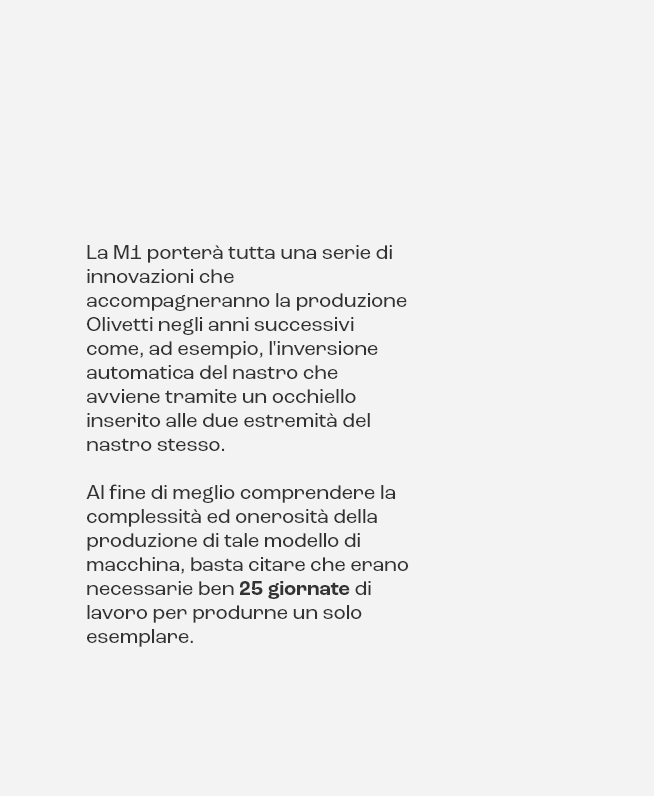 La M1 porterà tutta una serie di
innovazioni che
accompagneranno la produzione
Olivetti negli anni successivi
come, ad esempio, l'inversione
automatica del nastro che
avviene tramite un occhiello
inserito alle due estremità del
nastro stesso.
Al fine di meglio comprendere la
complessità ed onerosità della
produzione di tale modello di
macchina, basta citare che erano
necessarie ben 25 giornate di
lavoro per produrne un solo
esemplare.